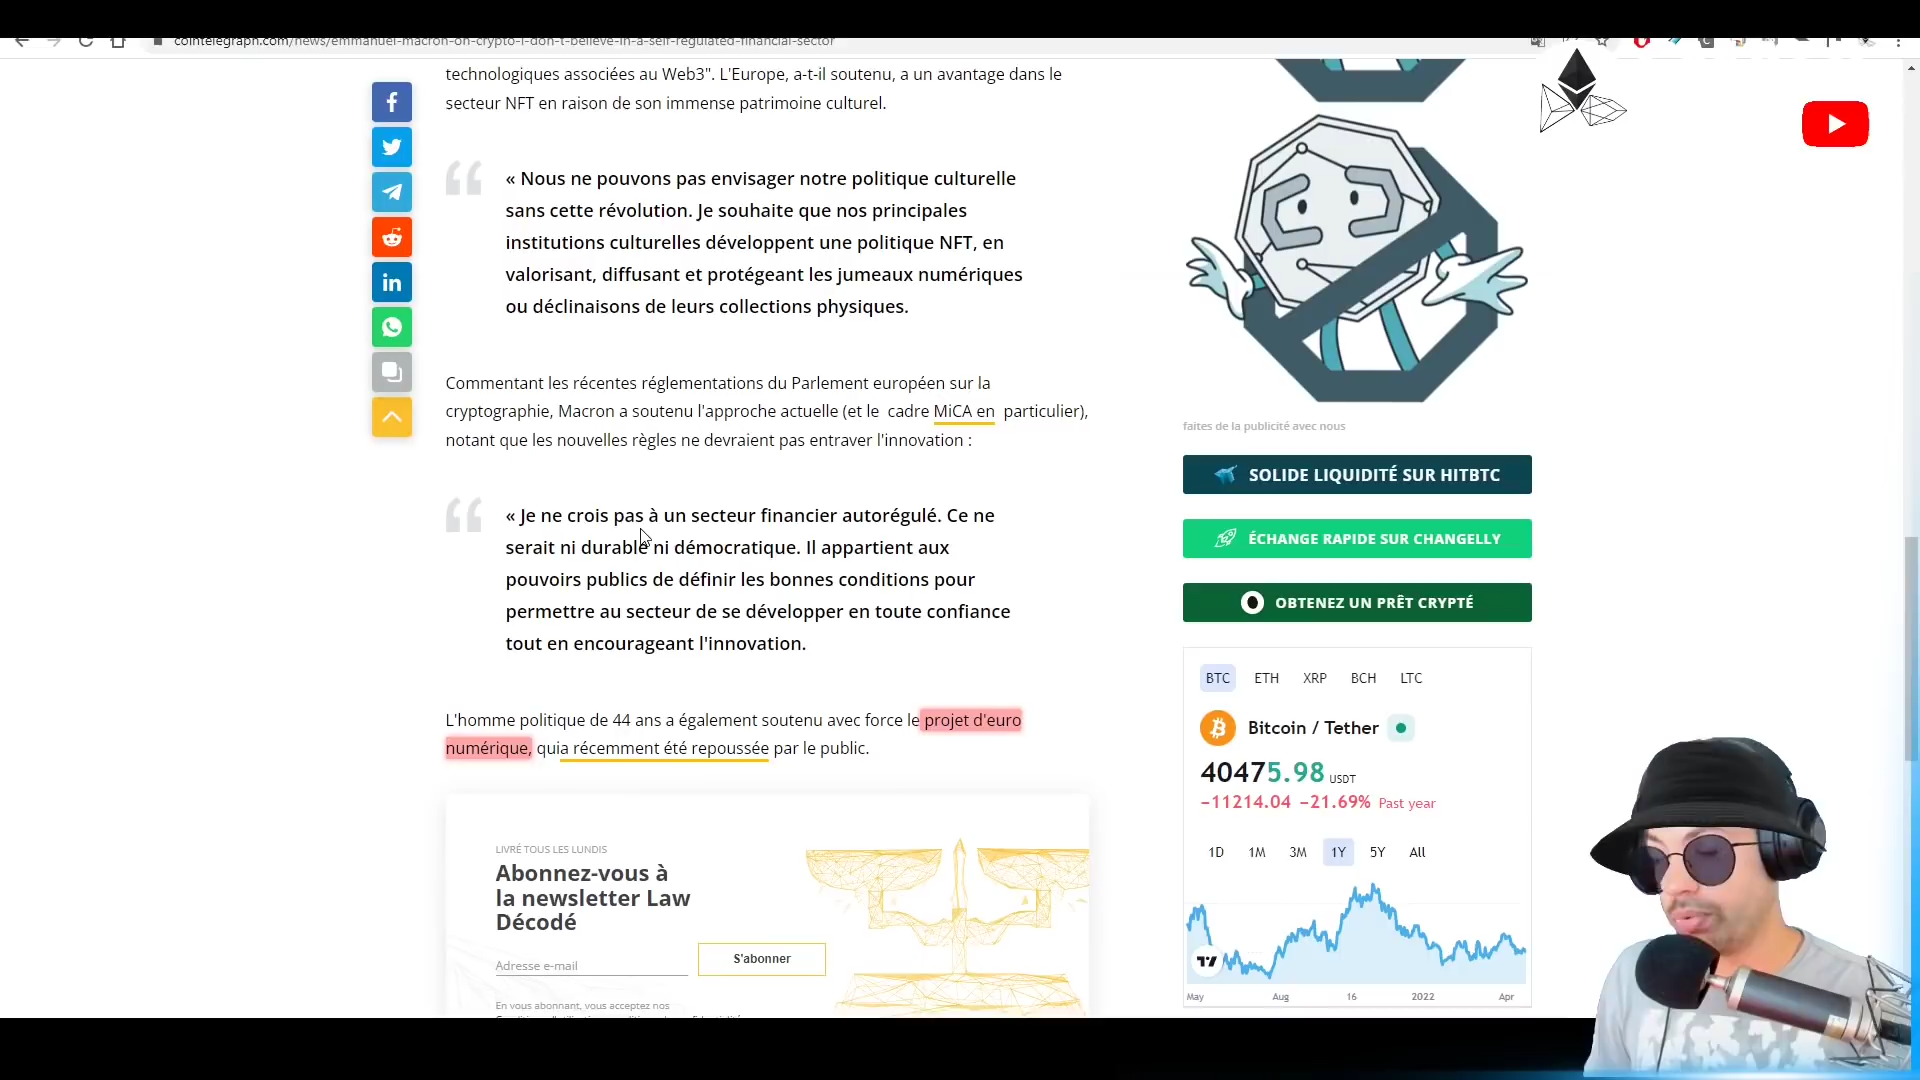 cointelegraph.com/news/emmanuel-macron-on-crypto-i-don-t-believe-in-a-self-regulated-financial-sector
technologiques associées au Web3". L'Europe, a-t-il soutenu, a un avantage dans le
secteur NFT en raison de son immense patrimoine culturel.
« Nous ne pouvons pas envisager notre politique culturelle
sans cette révolution. Je souhaite que nos principales
institutions culturelles développent une politique NFT, en
valorisant, diffusant et protégeant les jumeaux numériques
ou déclinaisons de leurs collections physiques.
Commentant les récentes réglementations du Parlement européen sur la
cryptographie, Macron a soutenu l'approche actuelle (et le cadre MiCA en particulier),
notant que les nouvelles règles ne devraient pas entraver l'innovation :
« Je ne crois pas à un secteur financier autorégulé. Ce ne
serait ni durable ni démocratique. Il appartient aux
pouvoirs publics de définir les bonnes conditions pour
permettre au secteur de se développer en toute confiance
tout en encourageant l'innovation.
L'homme politique de 44 ans a également soutenu avec force le projet d'euro
numérique, quia récemment été repoussée par le public.
LIVRÉ TOUS LES LUNDIS
Abonnez-vous à
la newsletter Law
Décodé
Adresse e-mail
S'abonner
En vous abonnant, vous acceptez nos
faites de la publicité avec nous
SOLIDE LIQUIDITÉ SUR HITBTC
ÉCHANGE RAPIDE SUR CHANGELLY
OBTENEZ UN PRÊT CRYPTÉ
BTC ETH XRP BCH LTC
Bitcoin / Tether
40475.98 USDT
−11214.04 −21.69% Past year
1D 1M 3M 1Y 5Y All
May Aug 16 2022 Apr